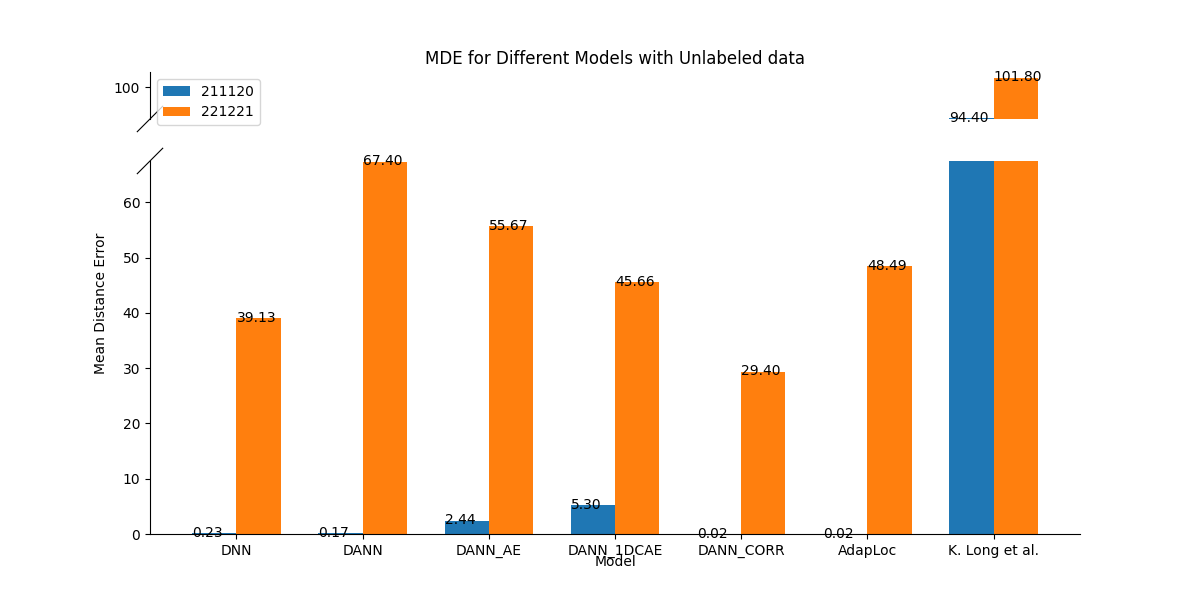 MDE for Different Models with Unlabeled data
100
211120
221221
101.80
94.40
67.40
60
55.67
50
48.49
45.66
40
39.13
30
29.40
20
10
5.30
2.44
0
0.23
0.17
0.02
0.02
Mean Distance Error
DNN
DANN
DANN_AE
DANN_1DCAE
DANN_CORR
AdapLoc
K. Long et al.
Model